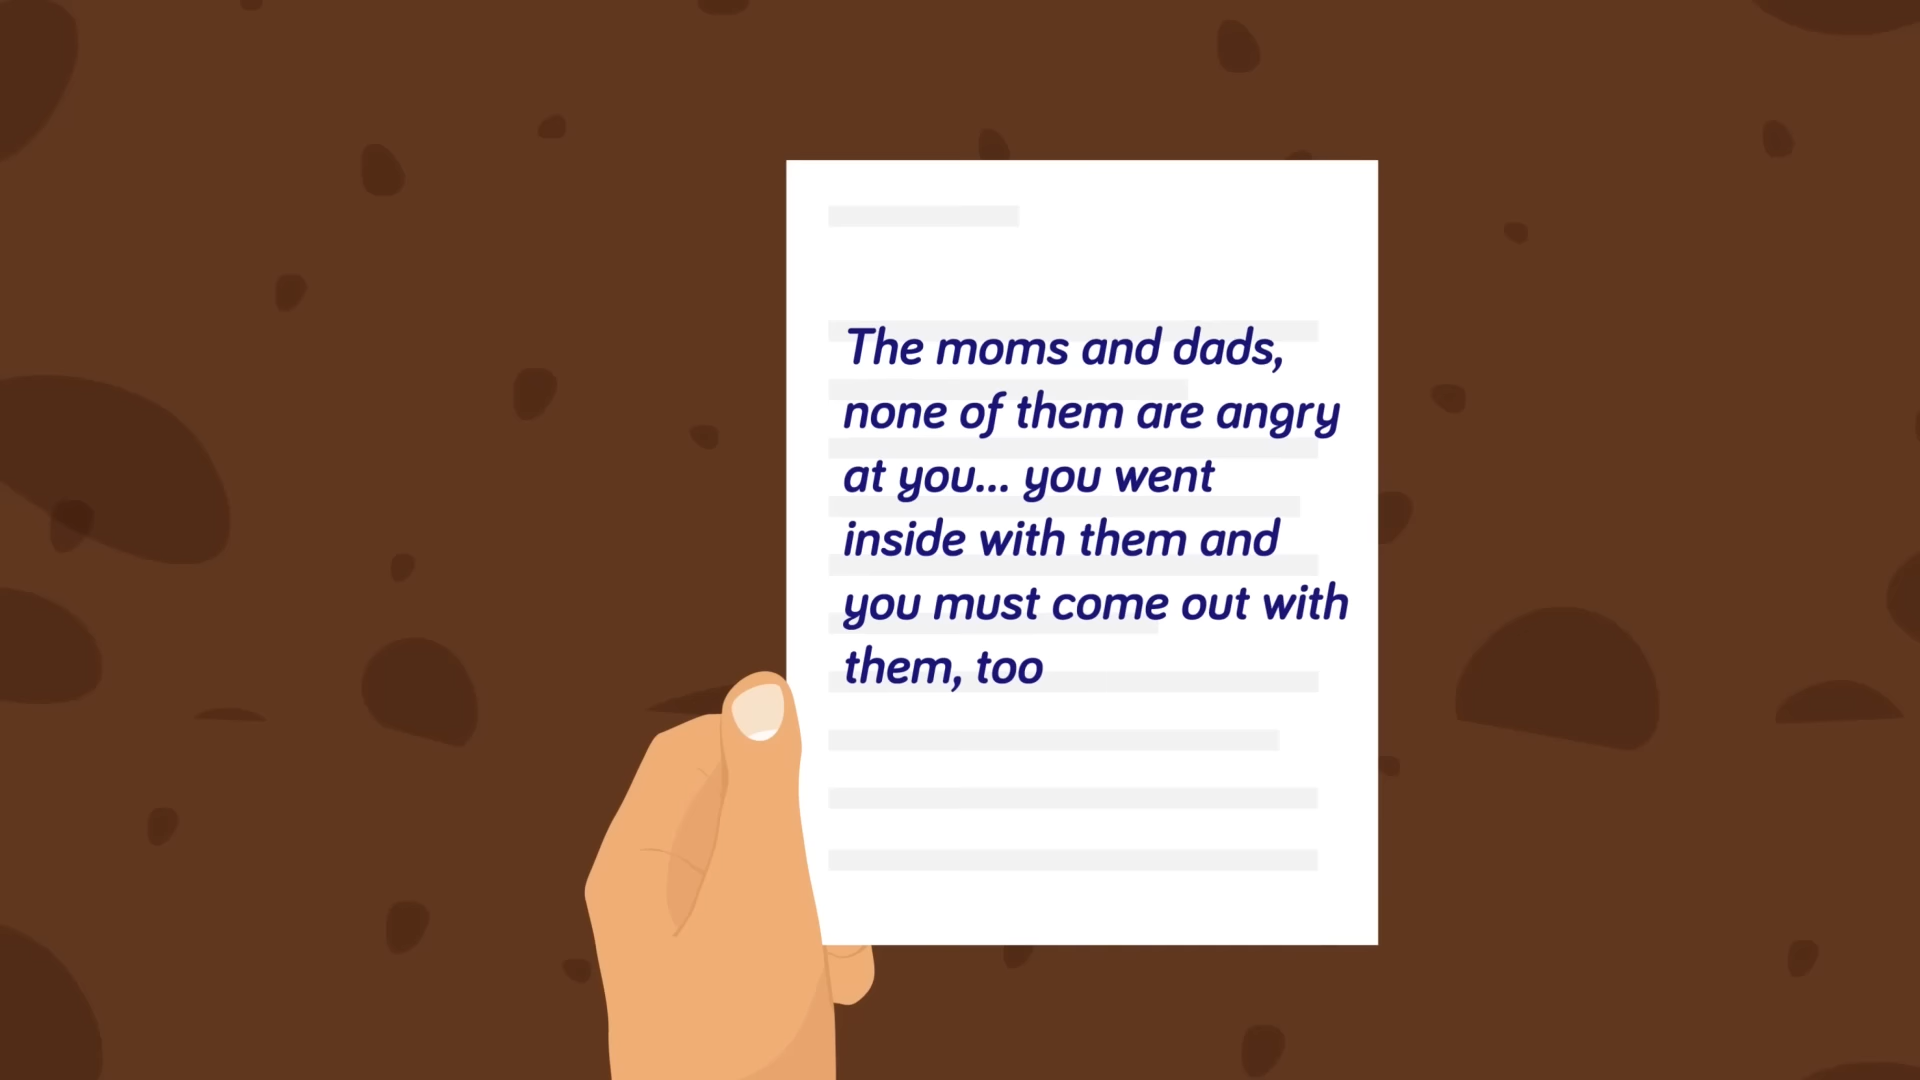 The moms and dads,
none of them are angry
at you... you went
inside with them and
you must come out with
them, too